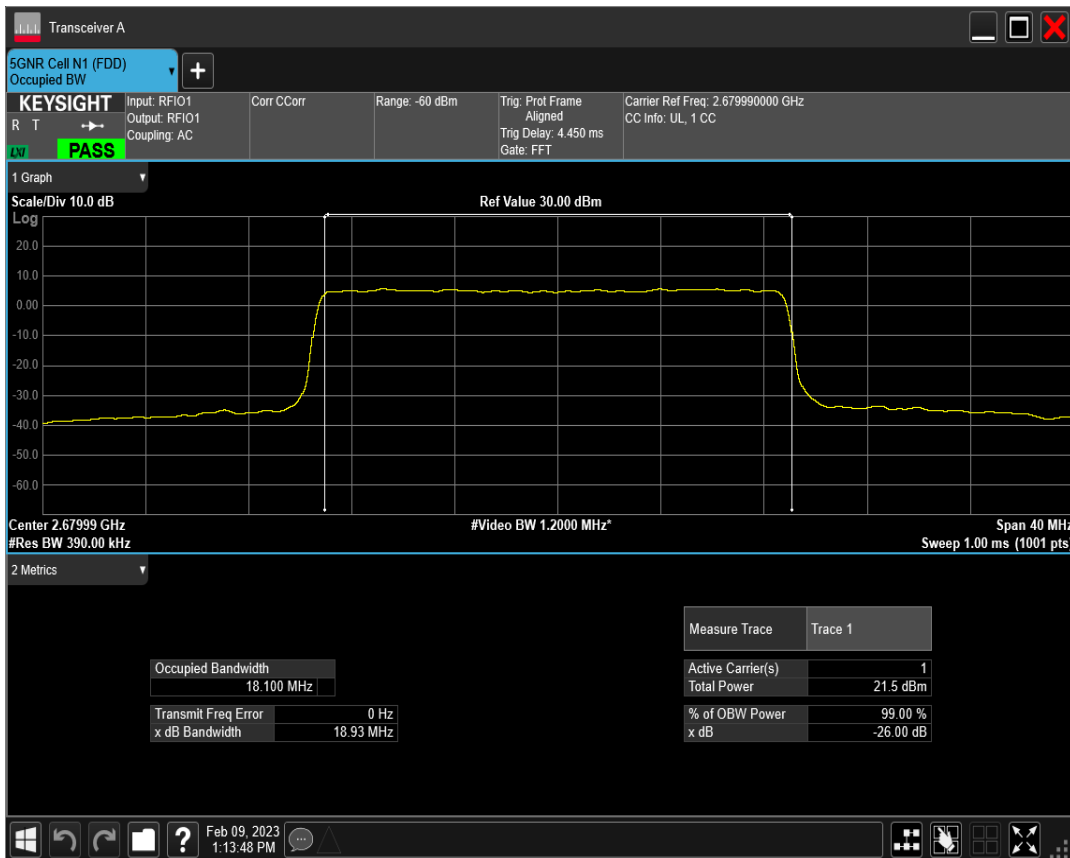 Transceiver A
5GNR Cell N1 (FDD)
Occupied BW
KEYSIGHT
R T
LXI
PASS
Input: RFIO1
Output: RFIO1
Coupling: AC
Corr CCorr
Range: -60 dBm
Trig: Prot Frame
Aligned
Trig Delay: 4.450 ms
Gate: FFT
Carrier Ref Freq: 2.679990000 GHz
CC Info: UL, 1 CC
1 Graph
Scale/Div 10.0 dB
Ref Value 30.00 dBm
Log
20.0
10.0
0.00
-10.0
-20.0
-30.0
-40.0
-50.0
-60.0
Center 2.67999 GHz
#Video BW 1.2000 MHz*
Span 40 MHz
#Res BW 390.00 kHz
Sweep 1.00 ms (1001 pts)
2 Metrics
Measure Trace Trace 1
Occupied Bandwidth
18.100 MHz
Active Carrier(s) 1
Total Power 21.5 dBm
Transmit Freq Error 0 Hz
x dB Bandwidth 18.93 MHz
% of OBW Power 99.00 %
x dB -26.00 dB
?
Feb 09, 2023
1:13:48 PM